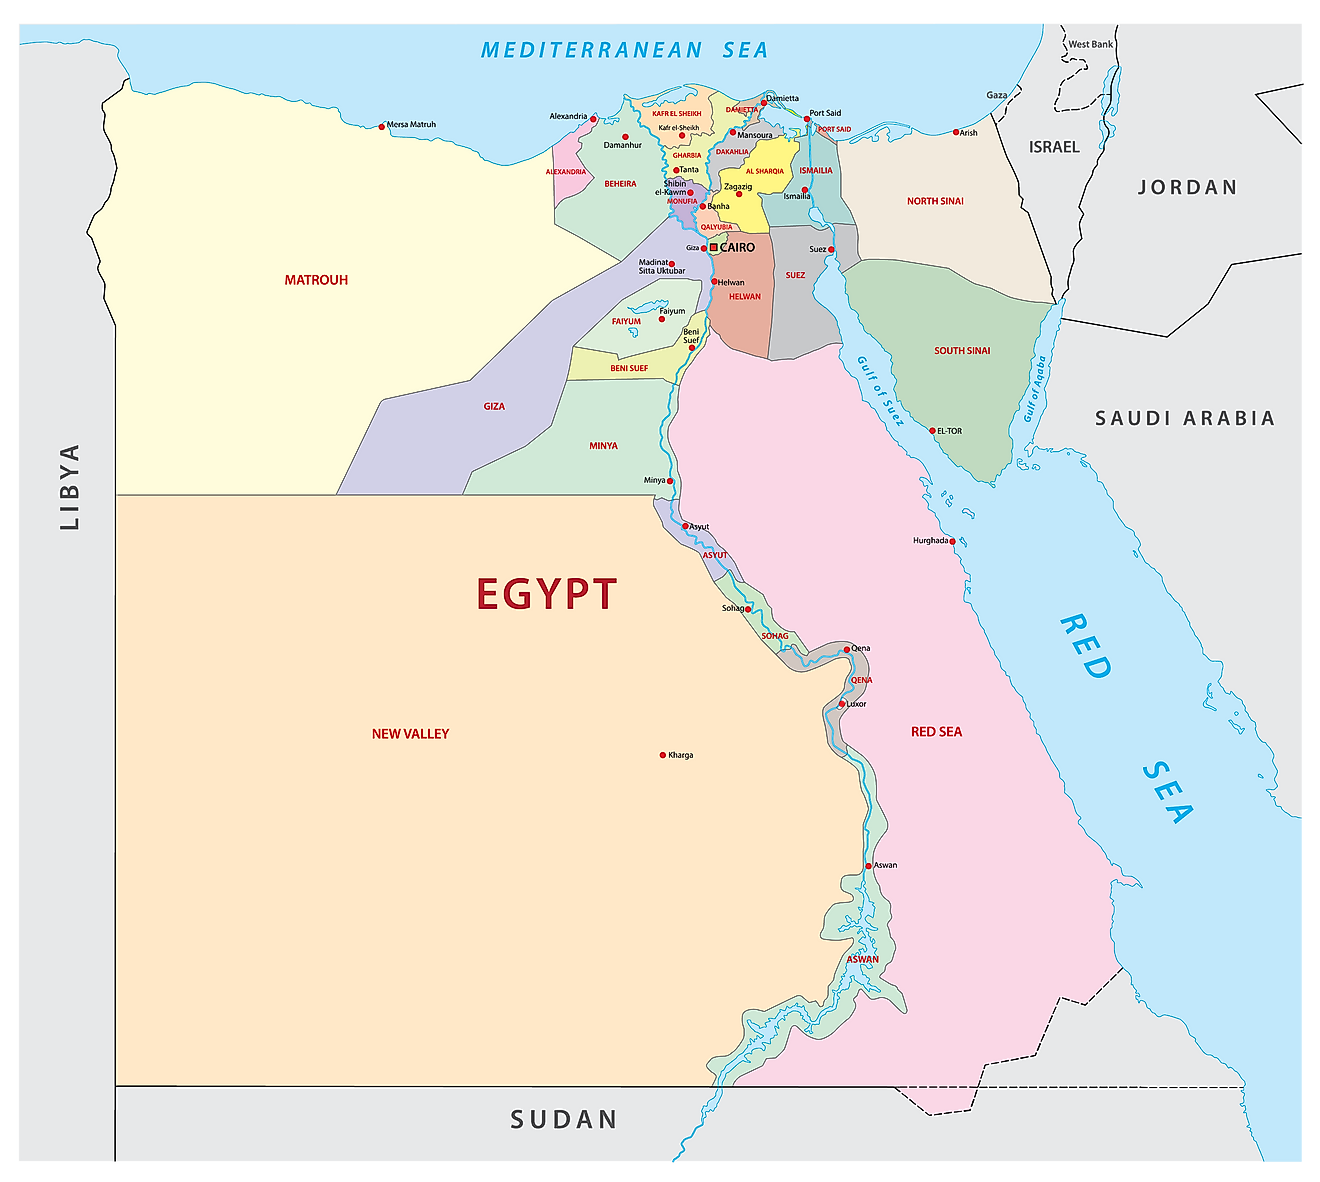 MEDITERRANEAN SEA
West Bank
Gaza
ISRAEL
JORDAN
SAUDI ARABIA
LIBYA
SUDAN
EGYPT
Mersa Matruh
Alexandria
Damietta
Port Said
Arish
KAFR EL SHEIKH
Kafr el-Sheikh
DAMIETTA
PORT SAID
Damanhur
Mansoura
ALEXANDRIA
BEHEIRA
GHARBIA
DAKAHLIA
Tanta
AL SHARQIA
ISMAILIA
Shibin
el-Kawm
MONUFIA
Zagazig
Ismailia
Banha
QALYUBIA
NORTH SINAI
Giza
CAIRO
Suez
Madinat
Sitta Uktubar
MATROUH
Helwan
HELWAN
SUEZ
FAIYUM
Faiyum
Beni
Suef
BENI SUEF
SOUTH SINAI
Gulf of Suez
Gulf of Aqaba
GIZA
MINYA
EL-TOR
Minya
Asyut
ASYUT
Hurghada
Sohag
SOHAG
Qena
QENA
Luxor
RED SEA
NEW VALLEY
Kharga
RED SEA
Aswan
ASWAN